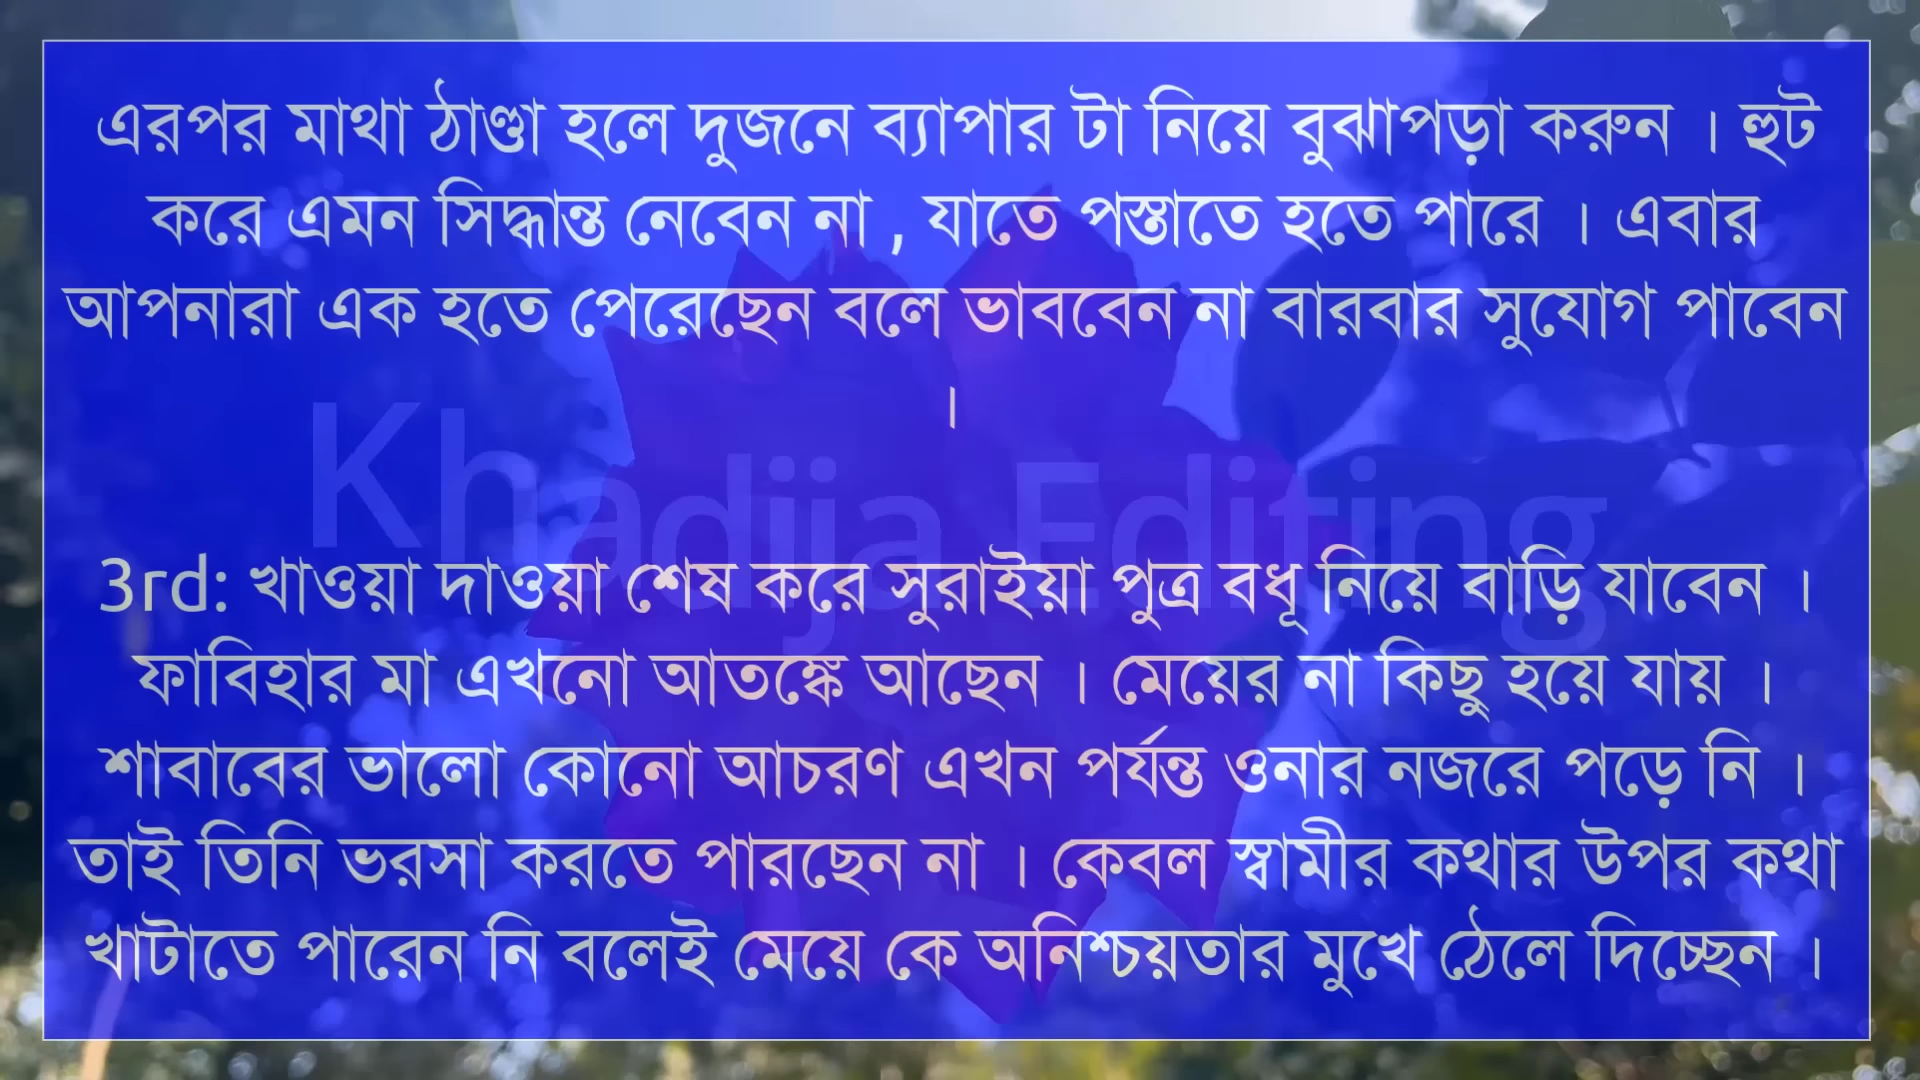 এরপর মাথা ঠাণ্ডা হলে দুজনে ব্যাপার টা নিয়ে বুঝাপড়া করুন । হুট
করে এমন সিদ্ধান্ত নেবেন না , যাতে পস্তাতে হতে পারে । এবার
আপনারা এক হতে পেরেছেন বলে ভাববেন না বারবার সুযোগ পাবেন
।
Khadija Editing
3rd: খাওয়া দাওয়া শেষ করে সুরাইয়া পুত্র বধূ নিয়ে বাড়ি যাবেন ।
ফাবিহার মা এখনো আতঙ্কে আছেন । মেয়ের না কিছু হয়ে যায় ।
শাবাবের ভালো কোনো আচরণ এখন পর্যন্ত ওনার নজরে পড়ে নি ।
তাই তিনি ভরসা করতে পারছেন না । কেবল স্বামীর কথার উপর কথা
খাটাতে পারেন নি বলেই মেয়ে কে অনিশ্চয়তার মুখে ঠেলে দিচ্ছেন ।